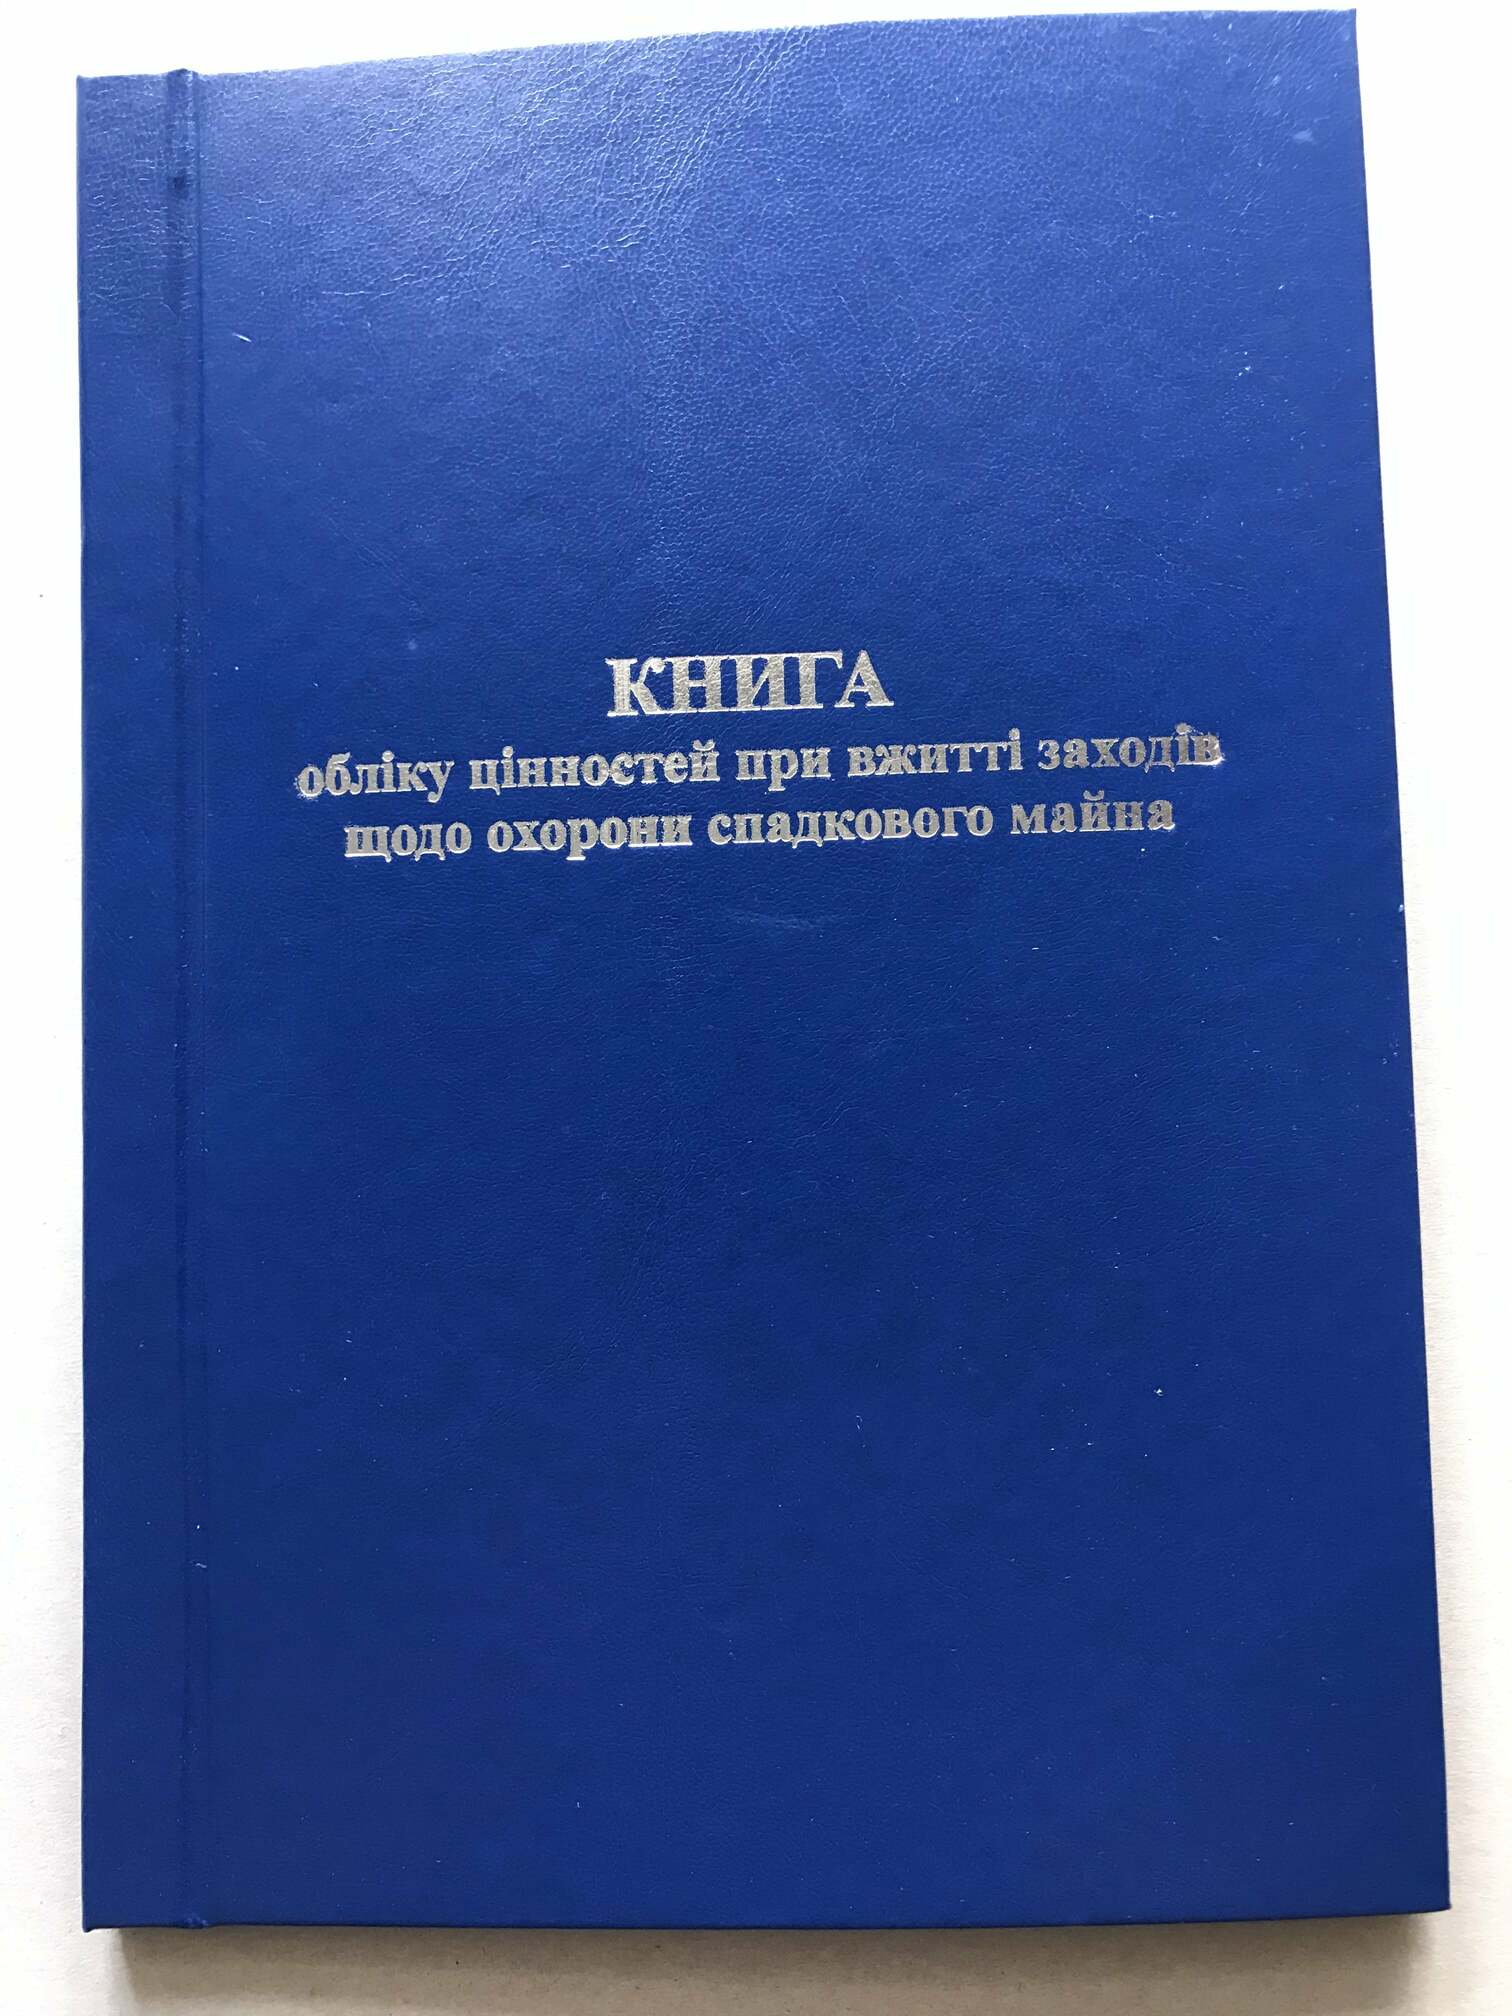 КНИГА
обліку цінностей при вжитті заходів
щодо охорони спадкового майна